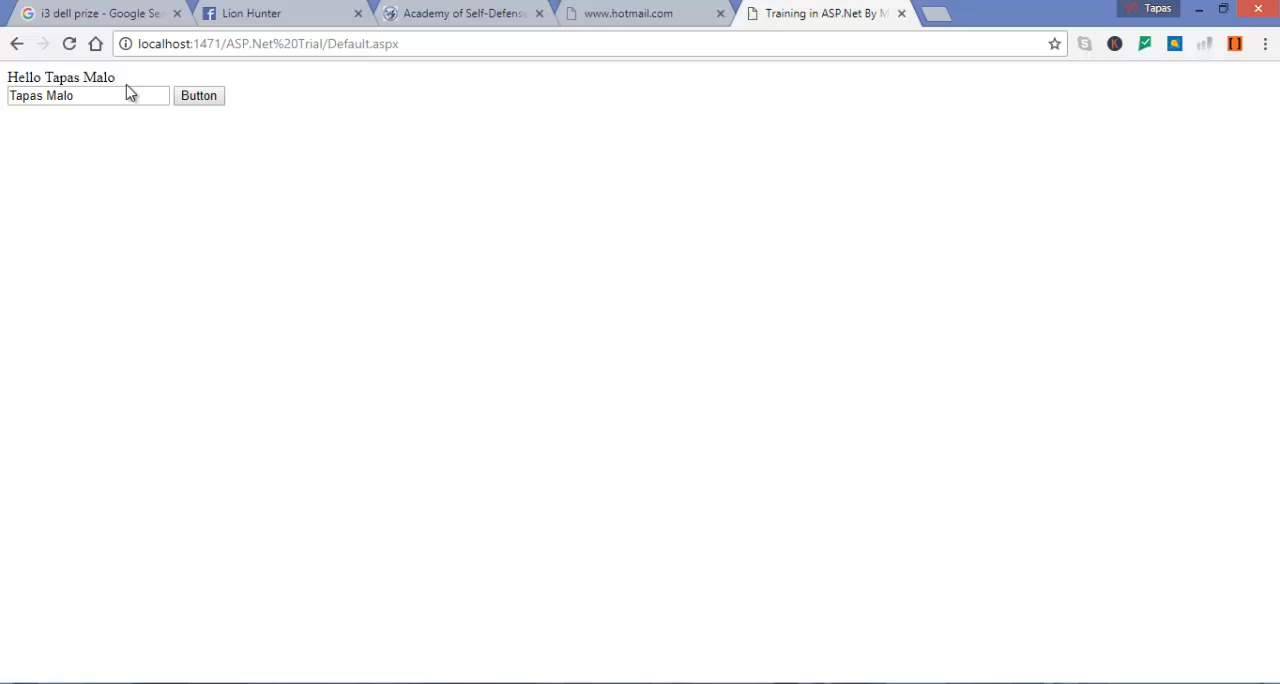 i3 dell prize - Google Se
Lion Hunter
Academy of Self-Defens
www.hotmail.com
Training in ASP.Net By M
Tapas
localhost:1471/ASP.Net%20Trial/Default.aspx
K
Hello Tapas Malo
Tapas Malo
Button